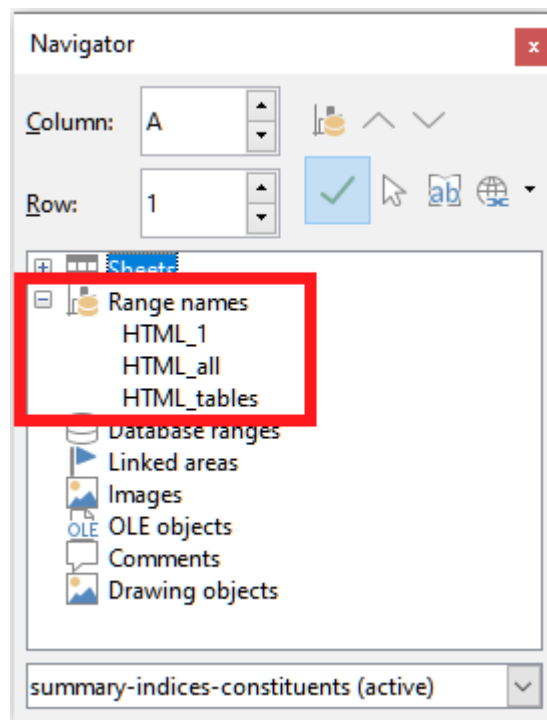 Navigator
x
Column: A
Row: 1
ab
Sheets
Range names
HTML_1
HTML_all
HTML_tables
Database ranges
Linked areas
Images
OLE OLE objects
Comments
Drawing objects
summary-indices-constituents (active)